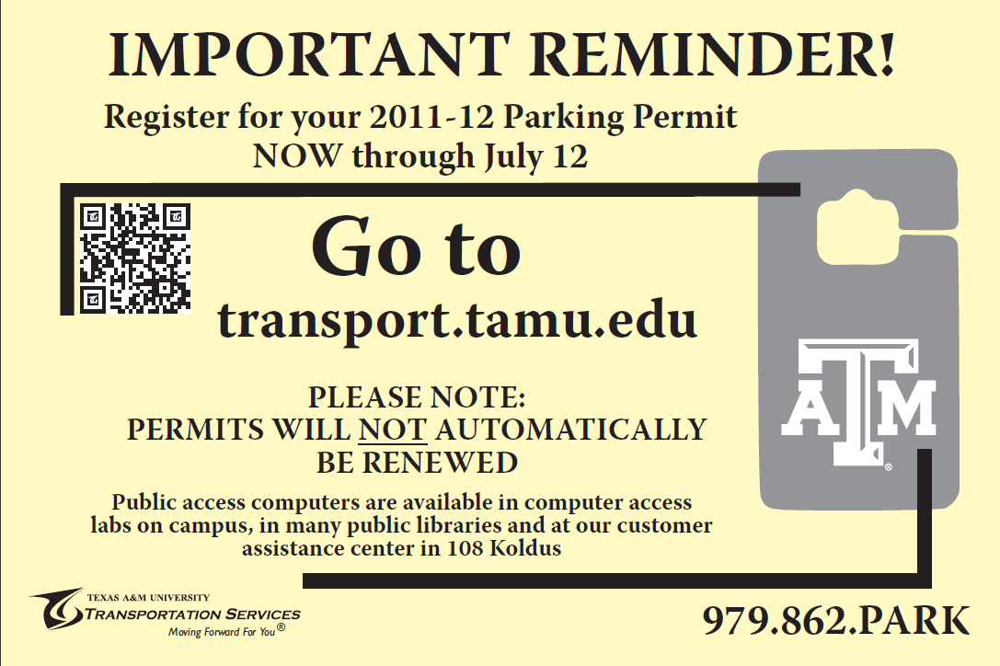 IMPORTANT REMINDER!
Register for your 2011-12 Parking Permit
NOW through July 12
Go to
transport.tamu.edu
PLEASE NOTE:
PERMITS WILL NOT AUTOMATICALLY
BE RENEWED
Public access computers are available in computer access
labs on campus, in many public libraries and at our customer
assistance center in 108 Koldus
ATM®
TEXAS A&M UNIVERSITY
TRANSPORTATION SERVICES
Moving Forward For You®
979.862.PARK